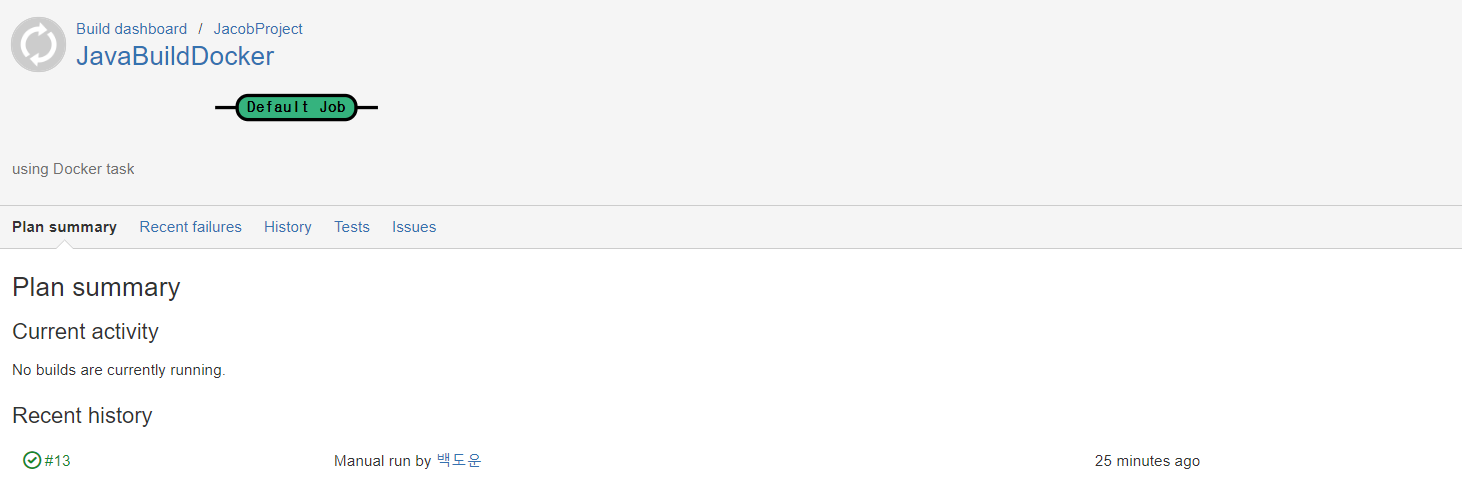 Build dashboard / JacobProject
JavaBuildDocker
Default Job
using Docker task
Plan summary Recent failures History Tests Issues
Plan summary
Current activity
No builds are currently running.
Recent history
#13 Manual run by 백도운 25 minutes ago